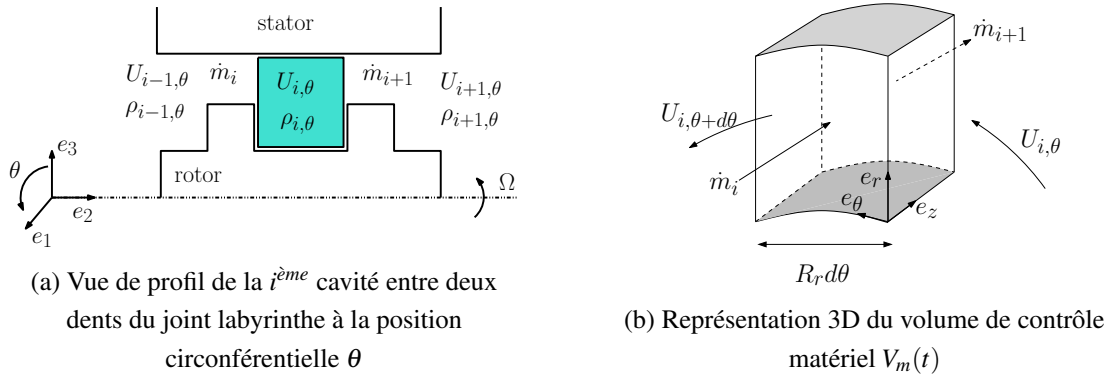 stator
U_{i-1,θ} ṁ_i U_{i,θ} ṁ_{i+1} U_{i+1,θ}
ρ_{i-1,θ} ρ_{i,θ} ρ_{i+1,θ}
e_3
θ
rotor
Ω
e_2
e_1
(a) Vue de profil de la i^{ème} cavité entre deux
dents du joint labyrinthe à la position
circonférentielle θ
ṁ_{i+1}
U_{i,θ+dθ}
U_{i,θ}
ṁ_i
e_r
e_θ
e_z
R_r dθ
(b) Représentation 3D du volume de contrôle
matériel V_m(t)